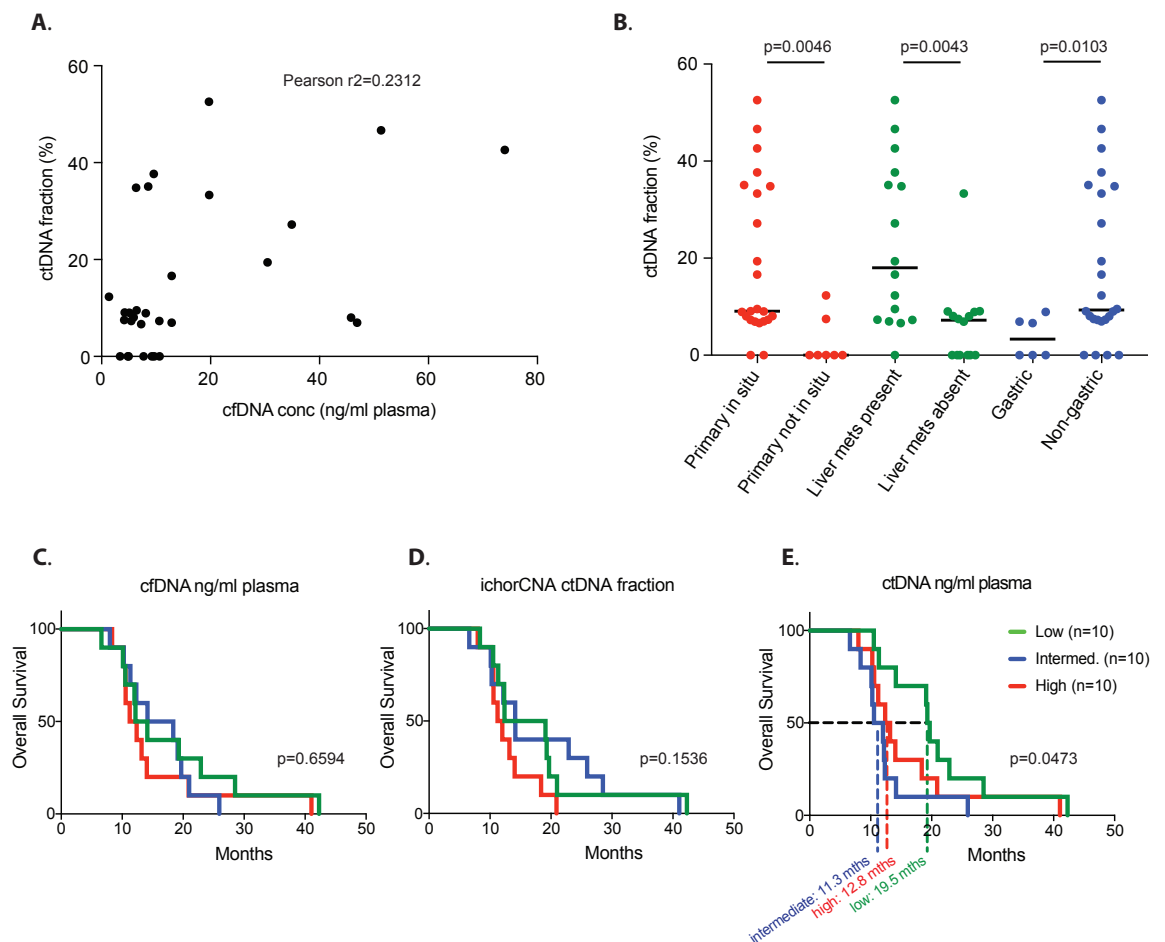 A.
Pearson r2=0.2312
ctDNA fraction (%)
60
40
20
0
0 20 40 60 80
cfDNA conc (ng/ml plasma)
B.
p=0.0046 p=0.0043 p=0.0103
ctDNA fraction (%)
60
40
20
0
Primary in situ
Primary not in situ
Liver mets present
Liver mets absent
Gastric
Non-gastric
C.
cfDNA ng/ml plasma
Overall Survival
100
50
0
p=0.6594
0 10 20 30 40 50
Months
D.
ichorCNA ctDNA fraction
Overall Survival
100
50
0
p=0.1536
0 10 20 30 40 50
Months
E.
ctDNA ng/ml plasma
Overall Survival
100
50
0
Low (n=10)
Intermed. (n=10)
High (n=10)
p=0.0473
0 10 20 30 40 50
Months
intermediate: 11.3 mths
high: 12.8 mths
low: 19.5 mths